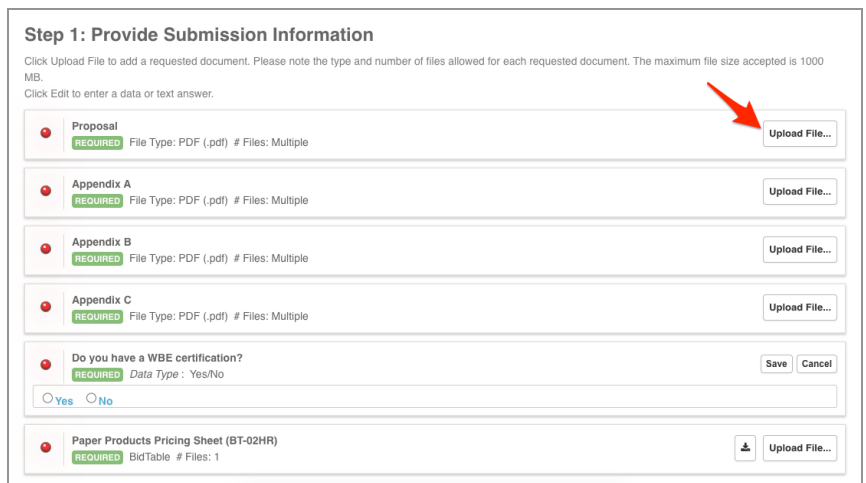 Step 1: Provide Submission Information
Click Upload File to add a requested document. Please note the type and number of files allowed for each requested document. The maximum file size accepted is 1000
MB.
Click Edit to enter a data or text answer.
Proposal
REQUIRED File Type: PDF (.pdf) # Files: Multiple
Upload File...
Appendix A
REQUIRED File Type: PDF (.pdf) # Files: Multiple
Upload File...
Appendix B
REQUIRED File Type: PDF (.pdf) # Files: Multiple
Upload File...
Appendix C
REQUIRED File Type: PDF (.pdf) # Files: Multiple
Upload File...
Do you have a WBE certification?
REQUIRED Data Type : Yes/No
Save Cancel
Yes No
Paper Products Pricing Sheet (BT-02HR)
REQUIRED BidTable # Files: 1
Upload File...